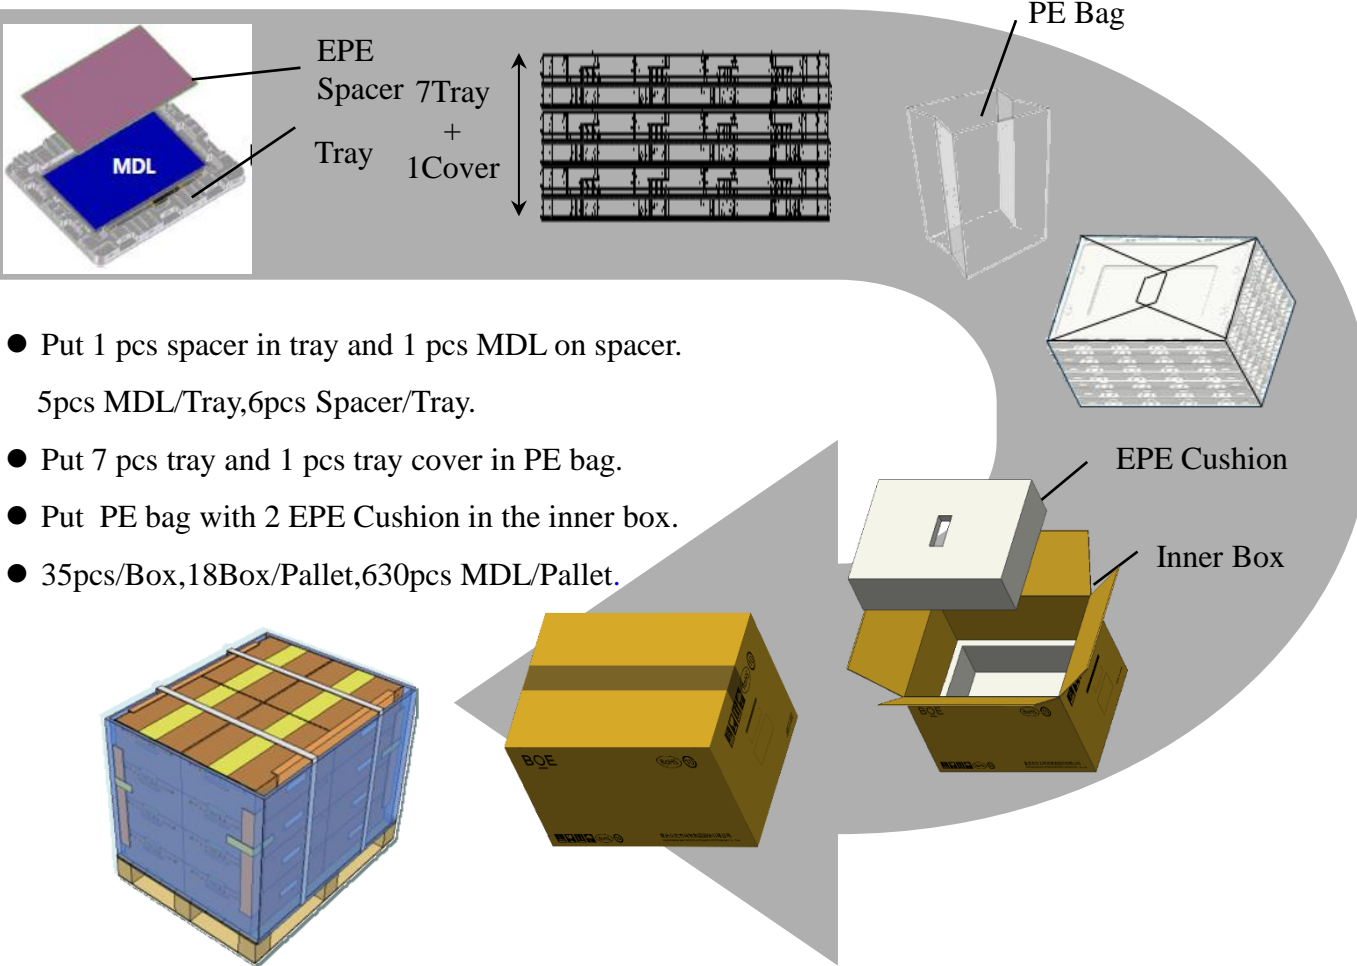 PE Bag
EPE
Spacer
Tray
7Tray
+
1Cover
MDL
● Put 1 pcs spacer in tray and 1 pcs MDL on spacer.
5pcs MDL/Tray,6pcs Spacer/Tray.
● Put 7 pcs tray and 1 pcs tray cover in PE bag.
● Put PE bag with 2 EPE Cushion in the inner box.
● 35pcs/Box,18Box/Pallet,630pcs MDL/Pallet.
EPE Cushion
Inner Box
BOE
RoHS
BOE
RoHS